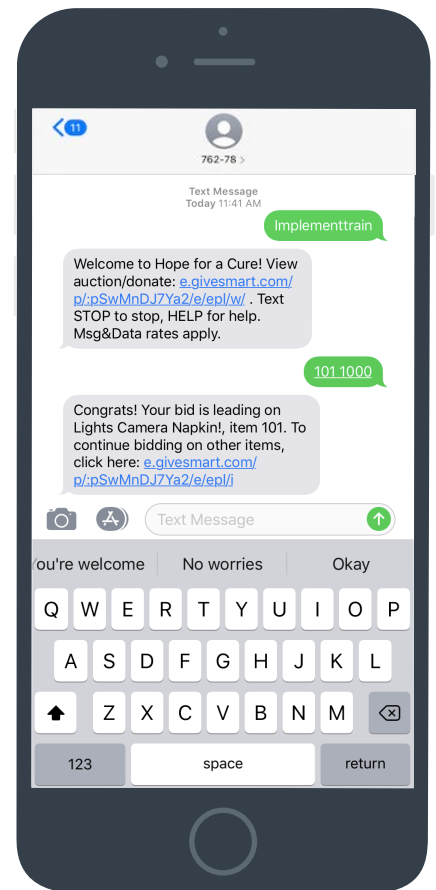 11
762-78 >
Text Message
Today 11:41 AM
Implementtrain
Welcome to Hope for a Cure! View
auction/donate: e.givesmart.com/
p/:pSwMnDJ7Ya2/e/epl/w/ . Text
STOP to stop, HELP for help.
Msg&Data rates apply.
101 1000
Congrats! Your bid is leading on
Lights Camera Napkin!, item 101. To
continue bidding on other items,
click here: e.givesmart.com/
p/:pSwMnDJ7Ya2/e/epl/i
Text Message
You're welcome No worries Okay
Q W E R T Y U I O P
A S D F G H J K L
Z X C V B N M
123 space return